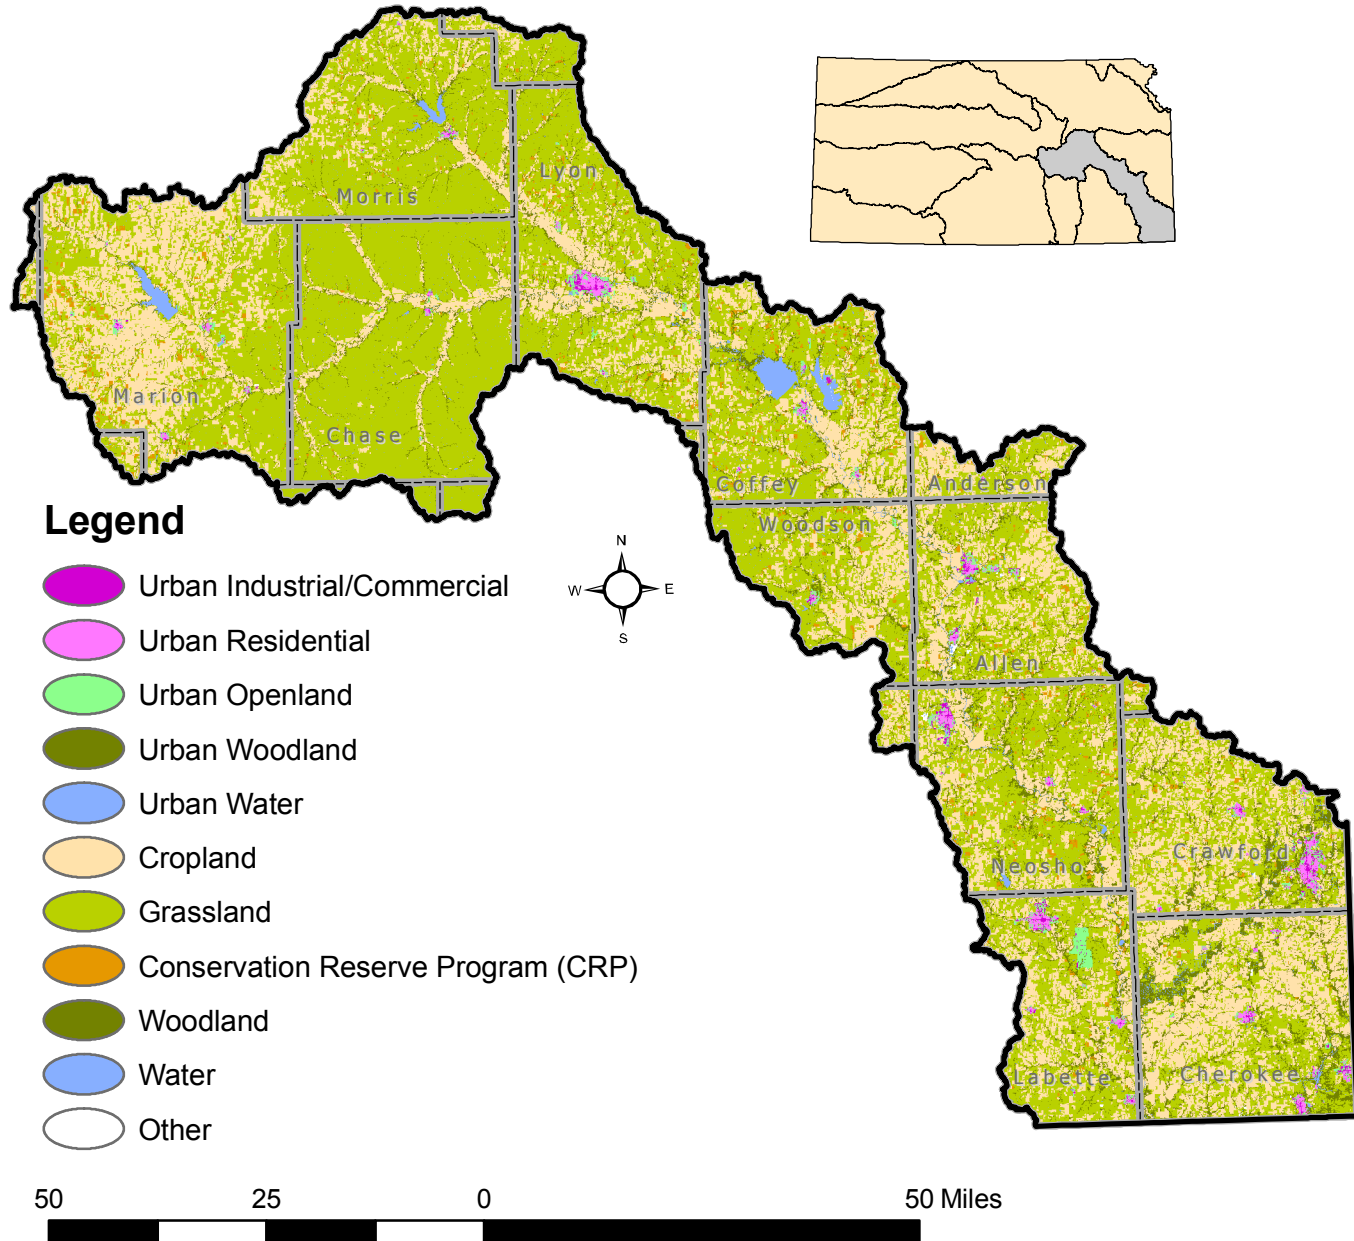 Morris
Lyon
Marion
Chase
Coffey
Anderson
Woodson
Allen
Neosho
Crawford
Labette
Cherokee
N
W
E
S
Legend
Urban Industrial/Commercial
Urban Residential
Urban Openland
Urban Woodland
Urban Water
Cropland
Grassland
Conservation Reserve Program (CRP)
Woodland
Water
Other
50 25 0 50 Miles